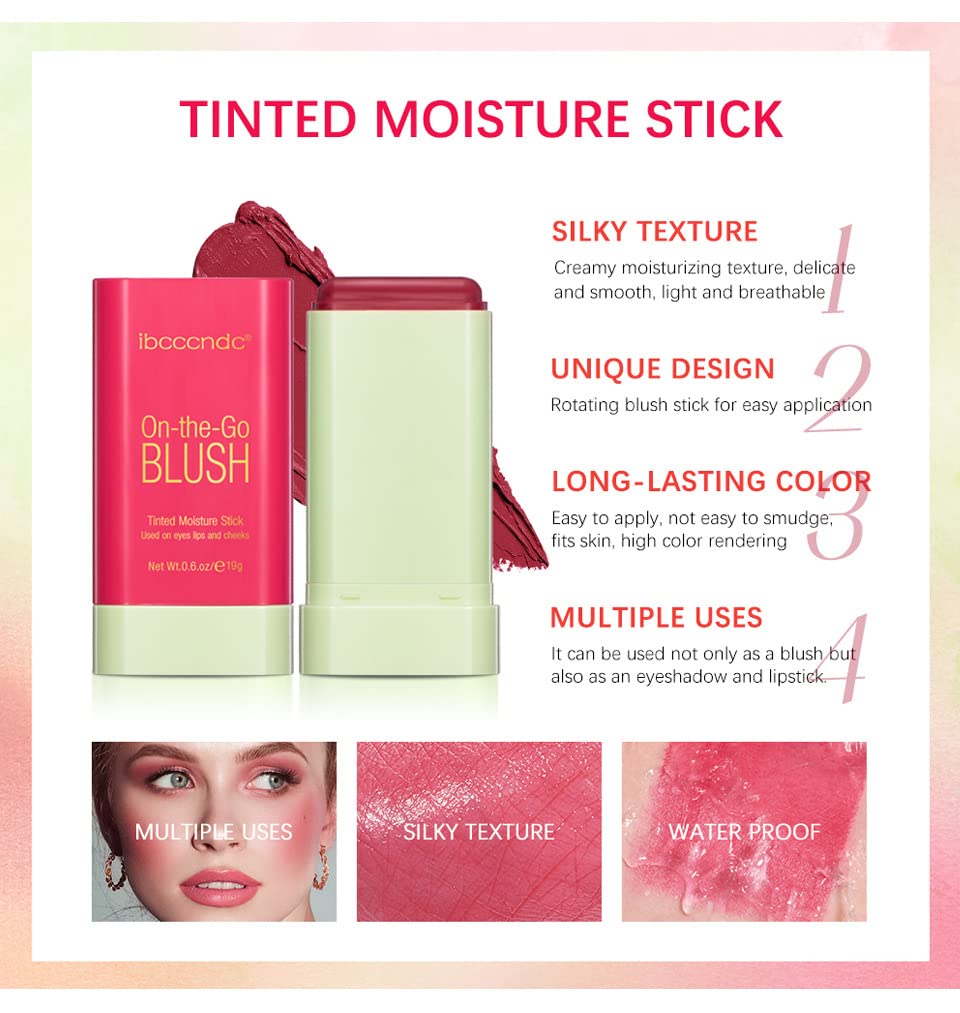 TINTED MOISTURE STICK
ibcccndc®
On-the-Go
BLUSH
Tinted Moisture Stick
Used on eyes lips and cheeks
Net Wt.0.6.oz/℮19g
SILKY TEXTURE
1
Creamy moisturizing texture, delicate
and smooth, light and breathable
UNIQUE DESIGN
2
Rotating blush stick for easy application
LONG-LASTING COLOR
3
Easy to apply, not easy to smudge,
fits skin, high color rendering
MULTIPLE USES
4
It can be used not only as a blush but
also as an eyeshadow and lipstick.
MULTIPLE USES
SILKY TEXTURE
WATER PROOF